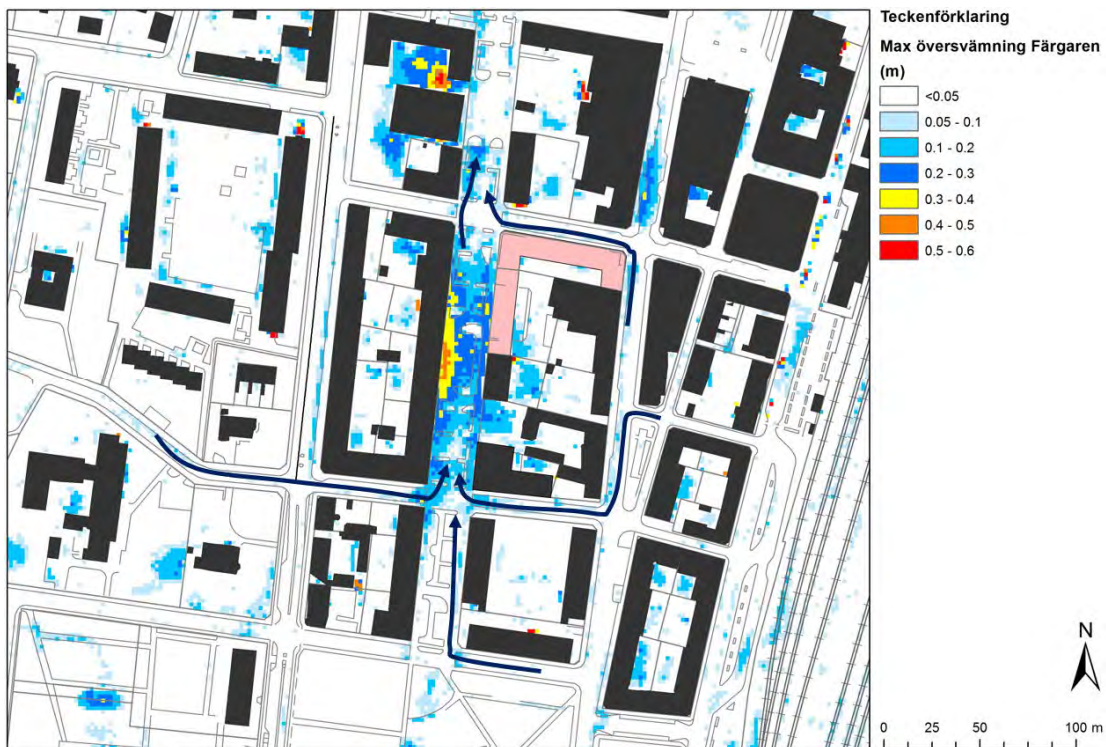 Teckenförklaring
Max översvämning Färgaren
(m)
<0.05
0.05 - 0.1
0.1 - 0.2
0.2 - 0.3
0.3 - 0.4
0.4 - 0.5
0.5 - 0.6
N
0 25 50 100 m